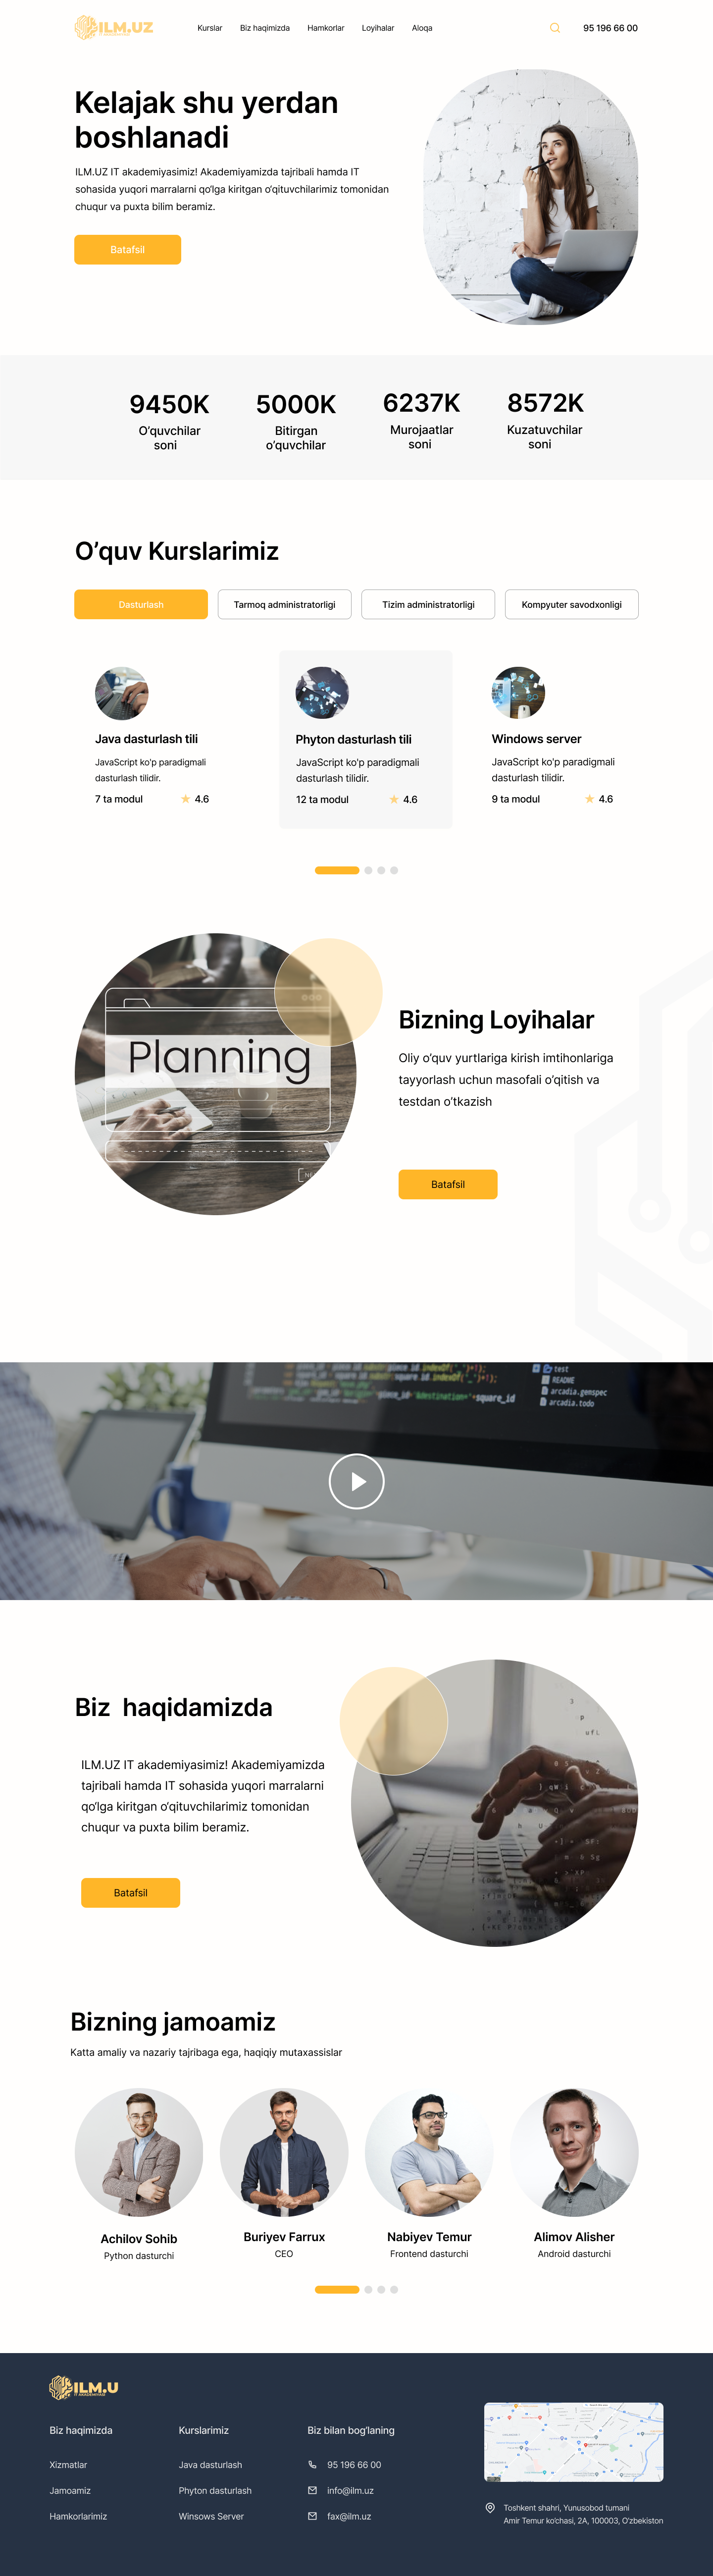 ILM.UZ
Kurslar
Biz haqimizda
Hamkorlar
Loyihalar
Aloqa
95 196 66 00
Kelajak shu yerdan
boshlanadi
ILM.UZ IT akademiyasimiz! Akademiyamizda tajribali hamda IT
sohasida yuqori marralarni qo‘lga kiritgan o‘qituvchilarimiz tomonidan
chuqur va puxta bilim beramiz.
Batafsil
9450K
O’quvchilar
soni
5000K
Bitirgan
o’quvchilar
6237K
Murojaatlar
soni
8572K
Kuzatuvchilar
soni
O’quv Kurslarimiz
Dasturlash
Tarmoq administratorligi
Tizim administratorligi
Kompyuter savodxonligi
Java dasturlash tili
JavaScript ko'p paradigmali
dasturlash tilidir.
7 ta modul
4.6
Phyton dasturlash tili
JavaScript ko'p paradigmali
dasturlash tilidir.
12 ta modul
4.6
Windows server
JavaScript ko'p paradigmali
dasturlash tilidir.
9 ta modul
4.6
Planning
Bizning Loyihalar
Oliy o’quv yurtlariga kirish imtihonlariga
tayyorlash uchun masofali o’qitish va
testdan o’tkazish
Batafsil
test
README
arcadia.gemspec
arcadia.todo
Biz haqidamizda
ILM.UZ IT akademiyasimiz! Akademiyamizda
tajribali hamda IT sohasida yuqori marralarni
qo‘lga kiritgan o‘qituvchilarimiz tomonidan
chuqur va puxta bilim beramiz.
Batafsil
Bizning jamoamiz
Katta amaliy va nazariy tajribaga ega, haqiqiy mutaxassislar
Achilov Sohib
Python dasturchi
Buriyev Farrux
CEO
Nabiyev Temur
Frontend dasturchi
Alimov Alisher
Android dasturchi
ILM.U
Biz haqimizda
Xizmatlar
Jamoamiz
Hamkorlarimiz
Kurslarimiz
Java dasturlash
Phyton dasturlash
Winsows Server
Biz bilan bog‘laning
95 196 66 00
info@ilm.uz
fax@ilm.uz
Toshkent shahri, Yunusobod tumani
Amir Temur ko‘chasi, 2A, 100003, O‘zbekiston